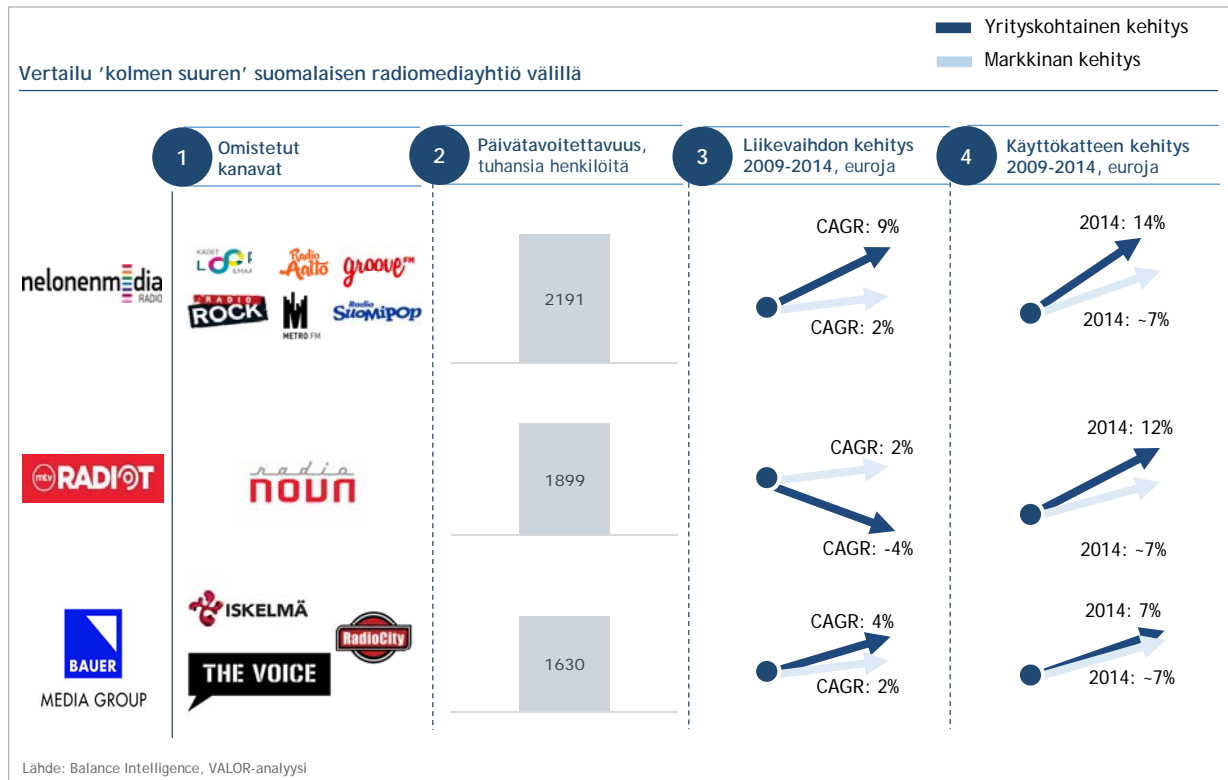 Yrityskohtainen kehitys
Markkinan kehitys
Vertailu 'kolmen suuren' suomalaisen radiomediayhtiö välillä
1
Omistetut
kanavat
2
Päivätavoitettavuus,
tuhansia henkilöitä
3
Liikevaihdon kehitys
2009-2014, euroja
4
Käyttökatteen kehitys
2009-2014, euroja
nelonenmedia
RADIO
KADET
Radio
Aalto
groove FM
RADIO
ROCK
METRO FM
Radio
SUOMIPOP
2191
CAGR: 9%
CAGR: 2%
2014: 14%
2014: ~7%
mtv RADIOT
radio
nova
1899
CAGR: 2%
CAGR: -4%
2014: 12%
2014: ~7%
BAUER
MEDIA GROUP
ISKELMÄ
RadioCity
THE VOICE
1630
CAGR: 4%
CAGR: 2%
2014: 7%
2014: ~7%
Lähde: Balance Intelligence, VALOR-analyysi